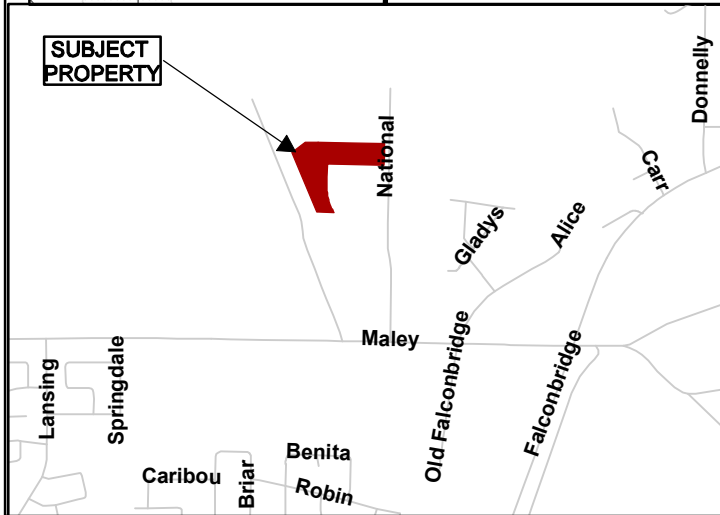 SUBJECT
PROPERTY
Donnelly
National
Carr
Gladys
Alice
Maley
Lansing
Springdale
Old Falconbridge
Falconbridge
Benita
Caribou
Briar
Robin